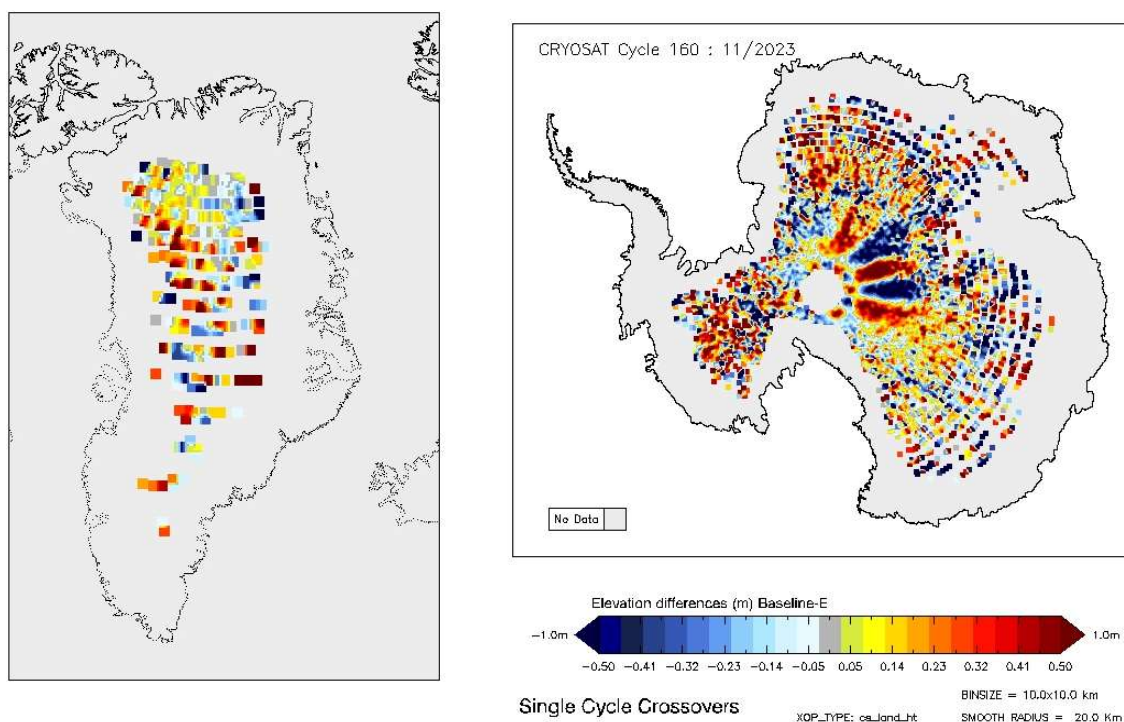 CRYOSAT Cycle 160 : 11/2023
No Data
Elevation differences (m) Baseline-E
-1.0m 1.0m
-0.50 -0.41 -0.32 -0.23 -0.14 -0.05 0.05 0.14 0.23 0.32 0.41 0.50
Single Cycle Crossovers
BINSIZE = 10.0x10.0 km
XOP_TYPE: ca_land_ht SMOOTH RADIUS = 20.0 Km